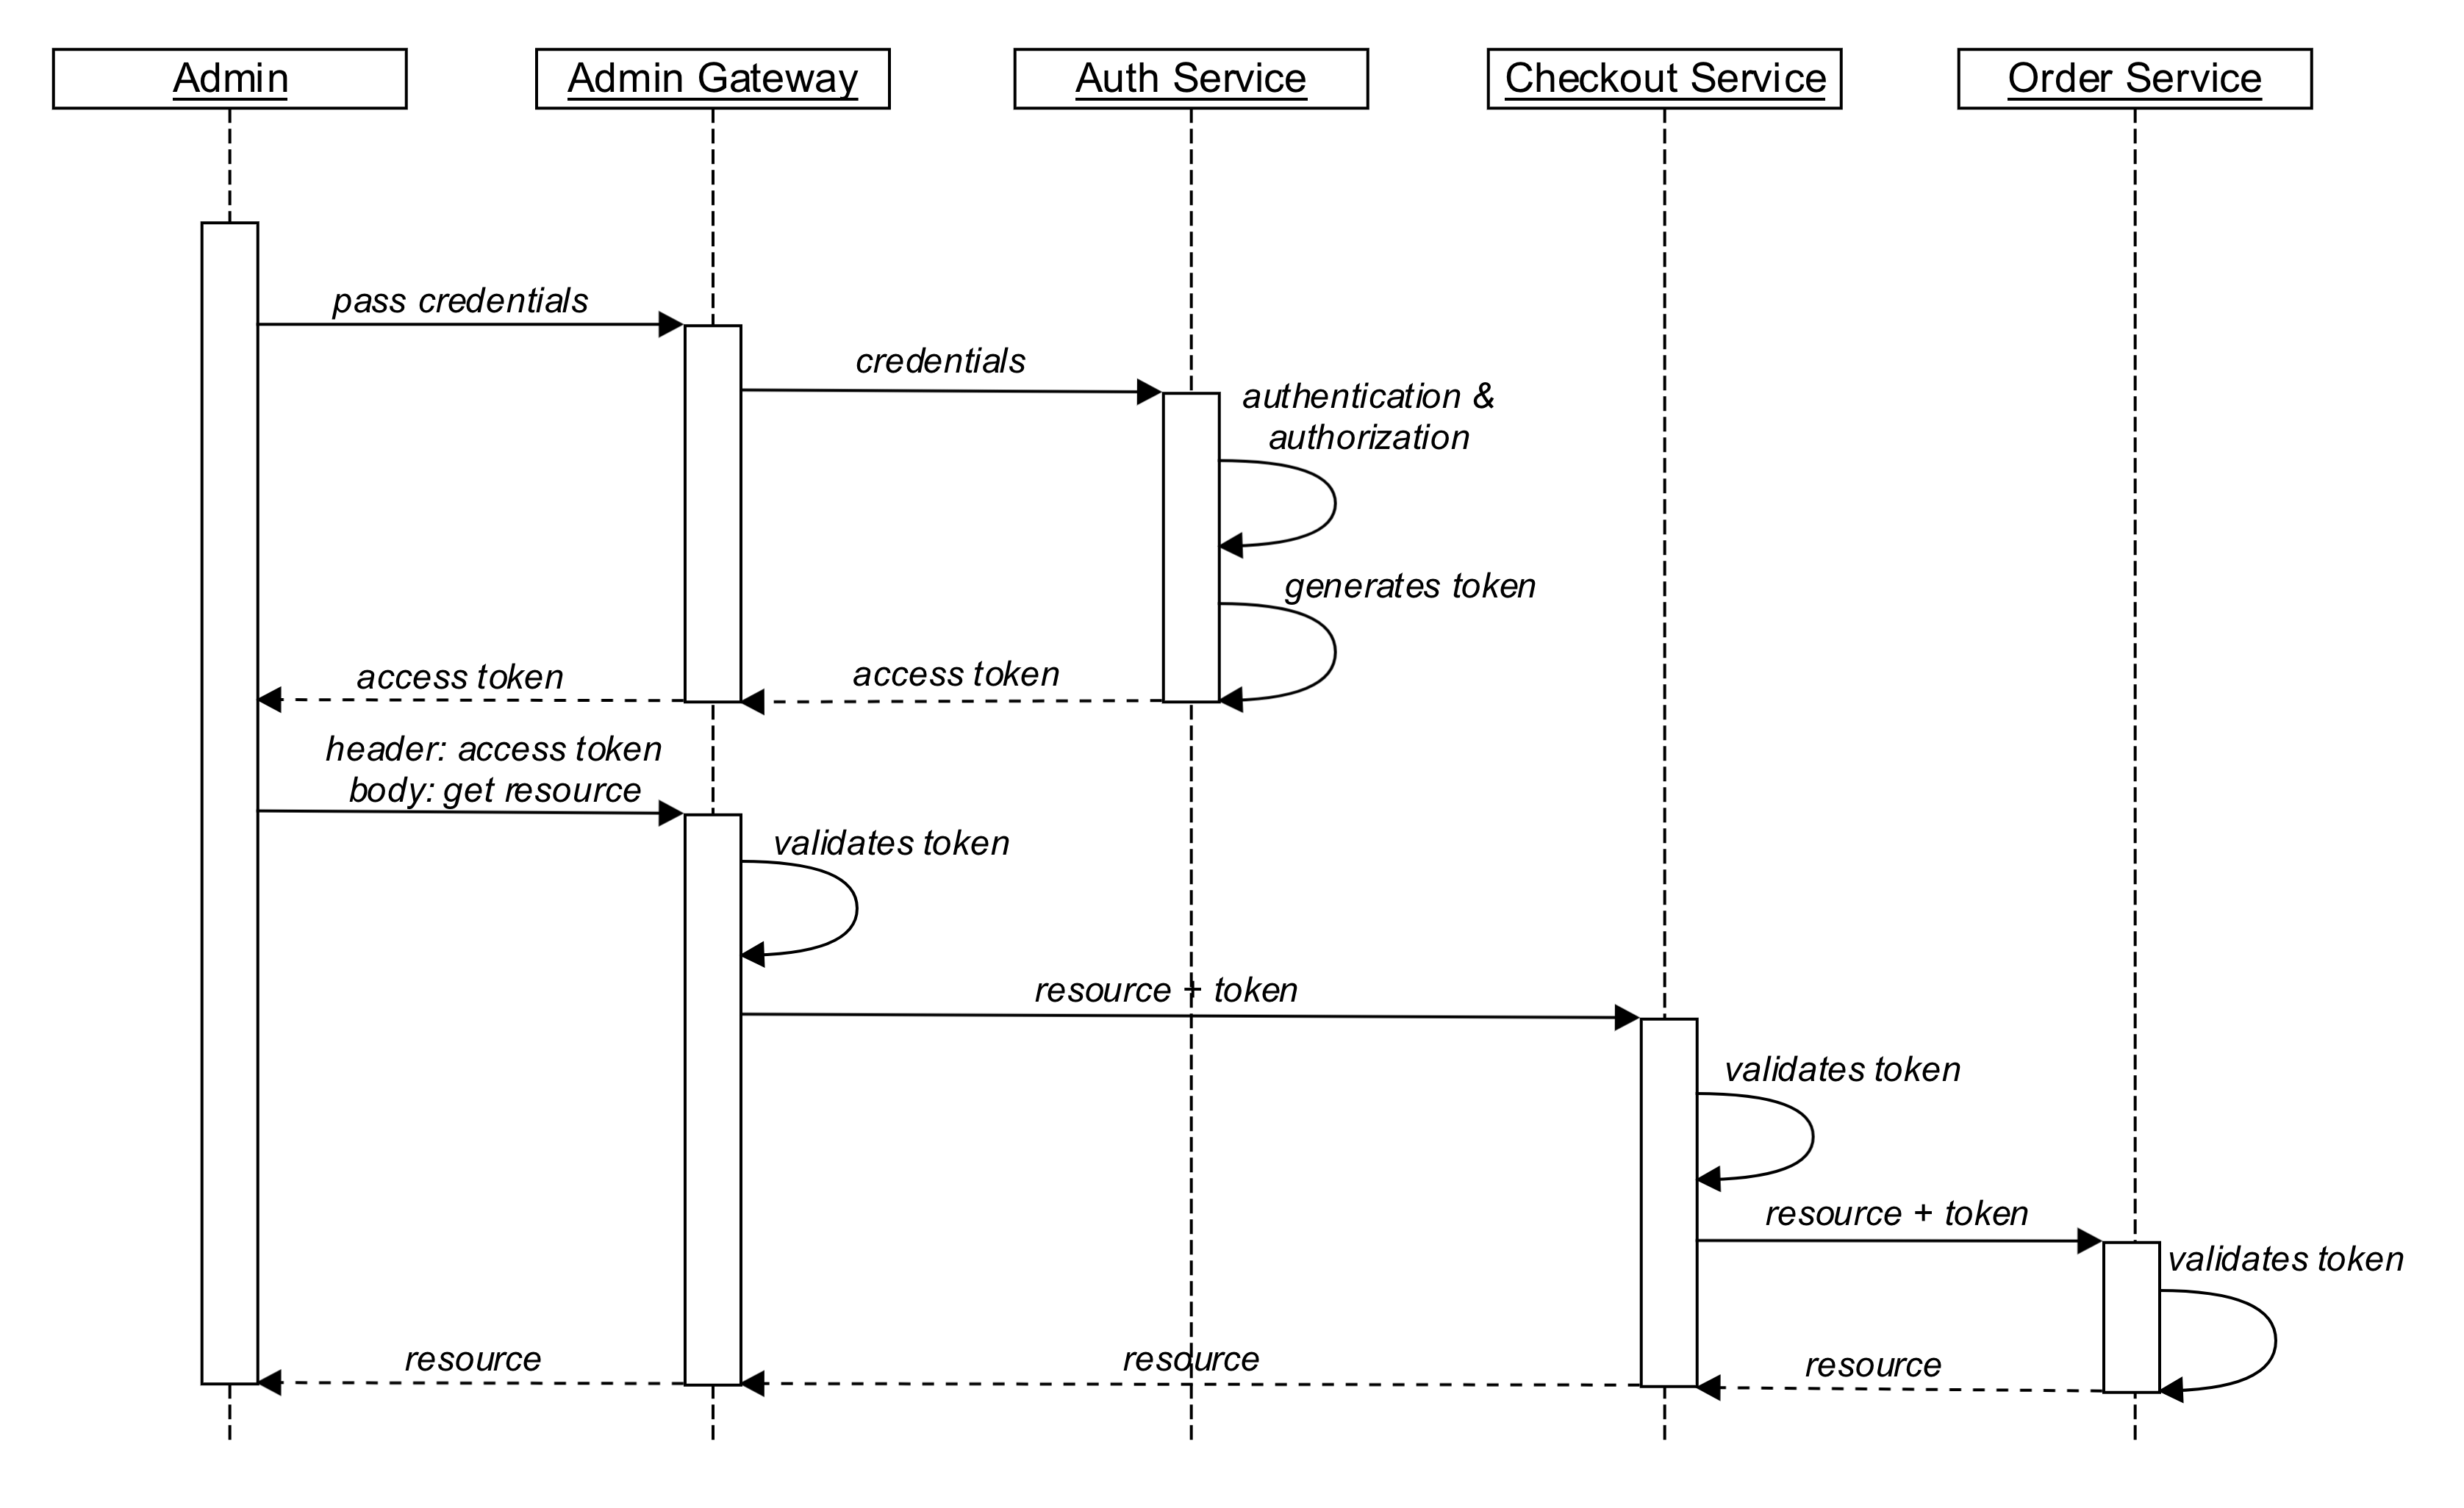 Admin
Admin Gateway
Auth Service
Checkout Service
Order Service
pass credentials
credentials
authentication &
authorization
generates token
access token
access token
header: access token
body: get resource
validates token
resource + token
validates token
resource + token
validates token
resource
resource
resource